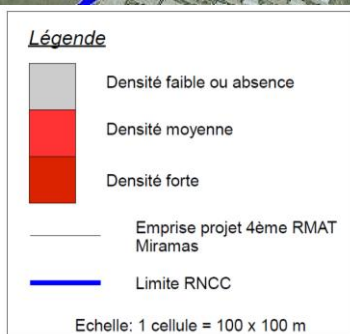 Légende
Densité faible ou absence
Densité moyenne
Densité forte
Emprise projet 4ème RMAT
Miramas
Limite RNCC
Echelle: 1 cellule = 100 x 100 m